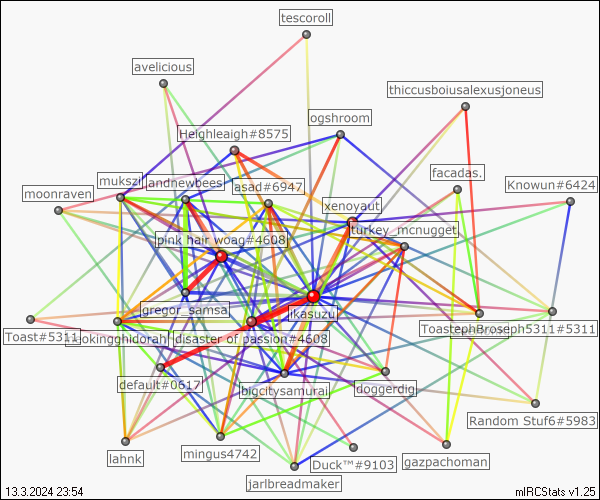 tescoroll
avelicious
thiccusboiusalexusjoneus
ogshroom
Heighleaigh#8575
facadas.
mukszi
andnewbees
asad#6947
Knowun#6424
moonraven
xenoyaut
turkey_mcnugget
pink hair woag#4608
gregor_samsa
ikasuzu
Toast#5311
disaster of passion#4608
ToasterBroseph5311#5311
default#0617
bigcitysamurai
doggerdig
Random Stuf6#5983
lahnk
mingus4742
Duck™#9103
gazpachoman
jarlbreadmaker
13.3.2024 23:54
mIRCStats v1.25